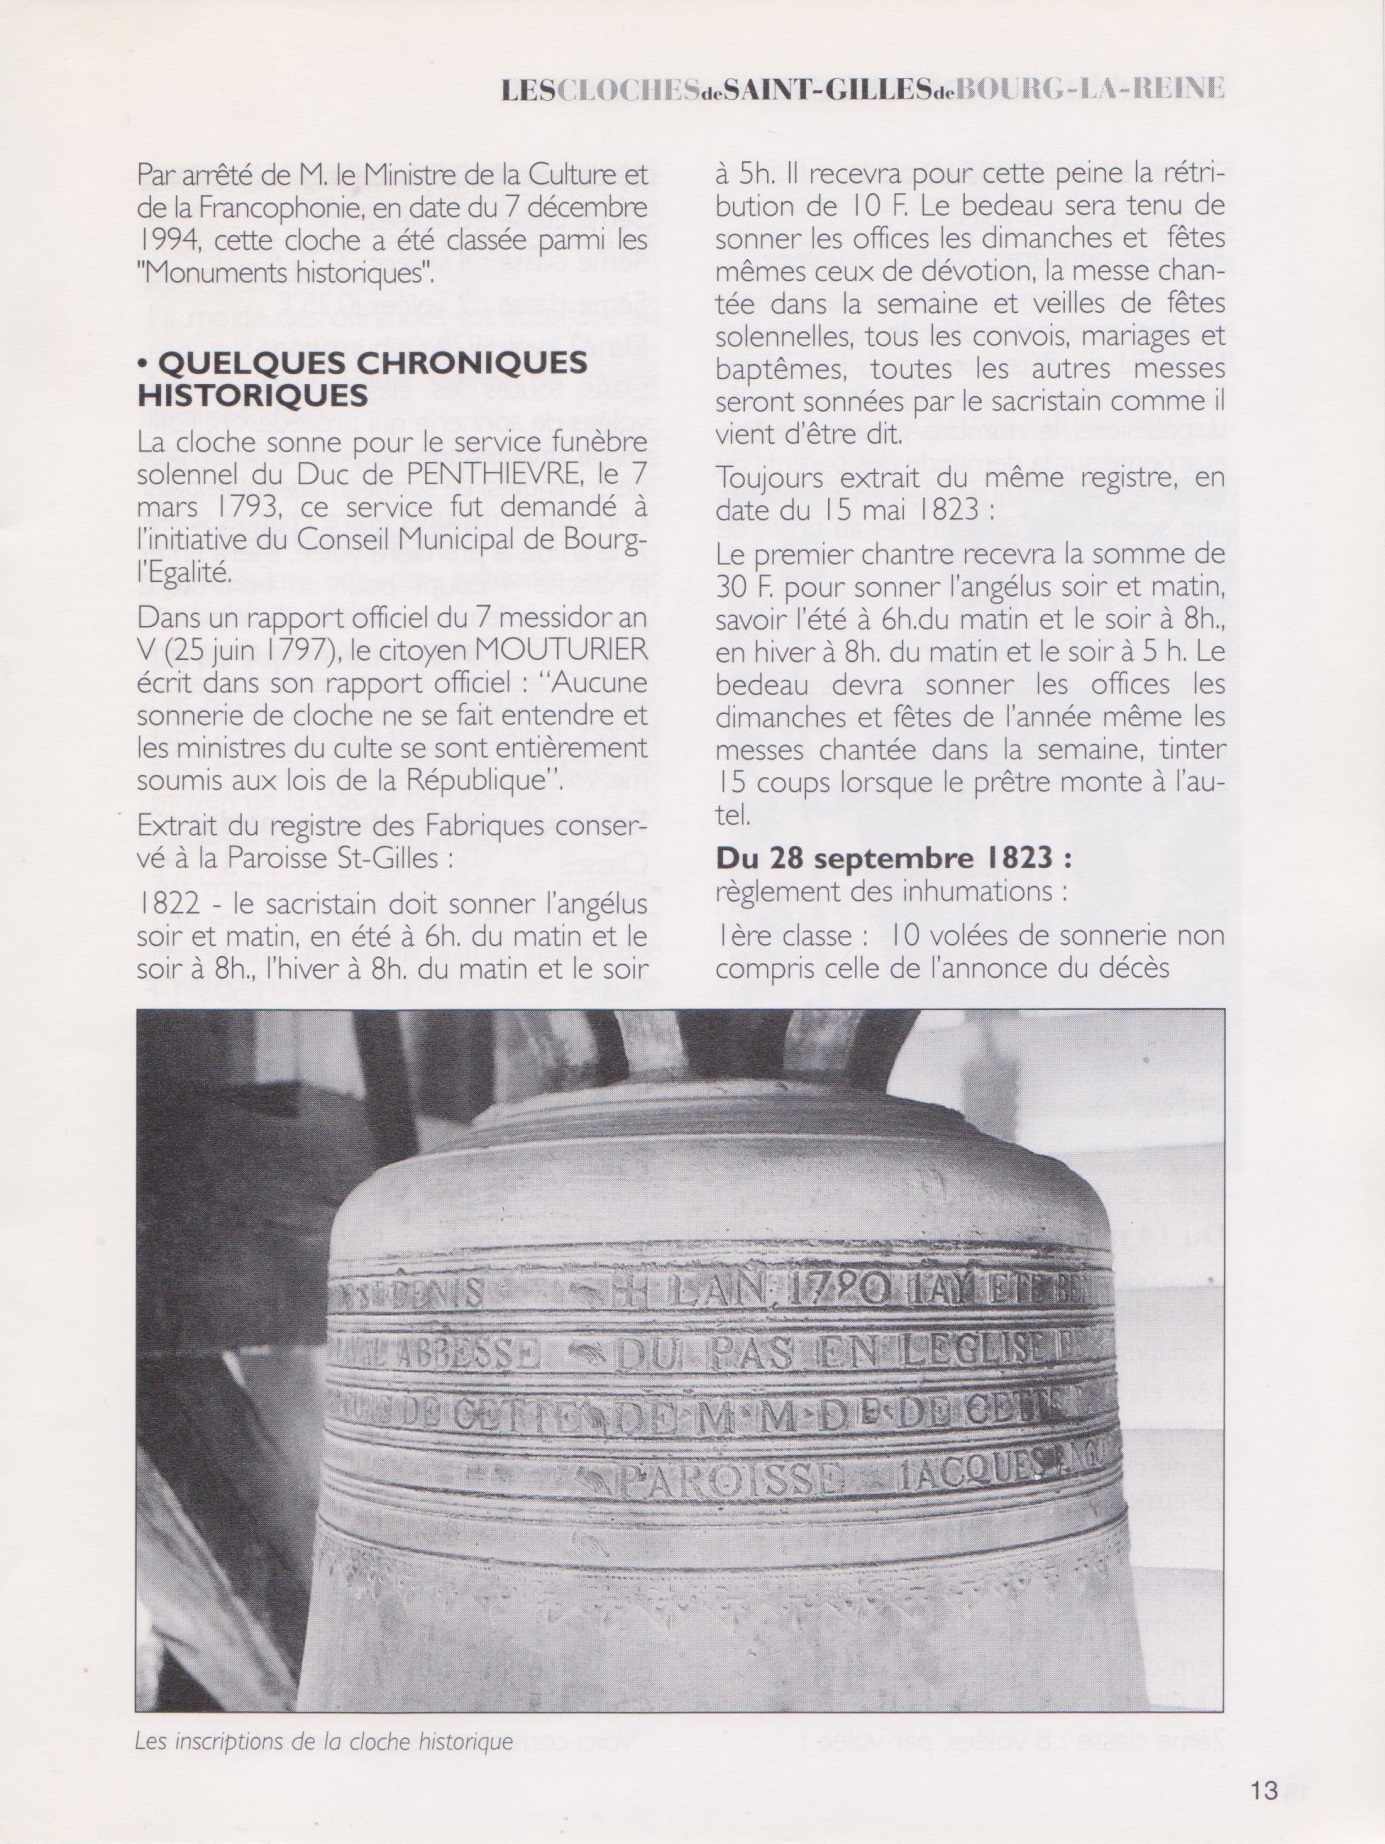 LESCLOCHESdeSAINT-GILLESdeBOURG-LA-REINE
Par arrêté de M. le Ministre de la Culture et
de la Francophonie, en date du 7 décembre
1994, cette cloche a été classée parmi les
"Monuments historiques".
• QUELQUES CHRONIQUES
HISTORIQUES
La cloche sonne pour le service funèbre
solennel du Duc de PENTHIEVRE, le 7
mars 1793, ce service fut demandé à
l'initiative du Conseil Municipal de Bourg-
l'Egalité.
Dans un rapport officiel du 7 messidor an
V (25 juin 1797), le citoyen MOUTURIER
écrit dans son rapport officiel : "Aucune
sonnerie de cloche ne se fait entendre et
les ministres du culte se sont entièrement
soumis aux lois de la République".
Extrait du registre des Fabriques conser-
vé à la Paroisse St-Gilles :
1822 - le sacristain doit sonner l'angélus
soir et matin, en été à 6h. du matin et le
soir à 8h., l'hiver à 8h. du matin et le soir
à 5h. Il recevra pour cette peine la rétri-
bution de 10 F. Le bedeau sera tenu de
sonner les offices les dimanches et fêtes
mêmes ceux de dévotion, la messe chan-
tée dans la semaine et veilles de fêtes
solennelles, tous les convois, mariages et
baptêmes, toutes les autres messes
seront sonnées par le sacristain comme il
vient d'être dit.
Toujours extrait du même registre, en
date du 15 mai 1823 :
Le premier chantre recevra la somme de
30 F. pour sonner l'angélus soir et matin,
savoir l'été à 6h.du matin et le soir à 8h.,
en hiver à 8h. du matin et le soir à 5 h. Le
bedeau devra sonner les offices les
dimanches et fêtes de l'année même les
messes chantée dans la semaine, tinter
15 coups lorsque le prêtre monte à l'au-
tel.
Du 28 septembre 1823 :
règlement des inhumations :
1ère classe : 10 volées de sonnerie non
compris celle de l'annonce du décès
DENIS LAN 1790 IAY ETE
ABBESSE DU PAS EN LEGLISE
DE CETTE DE M M D DE CETTE
PAROISSE IACQUES
Les inscriptions de la cloche historique
13